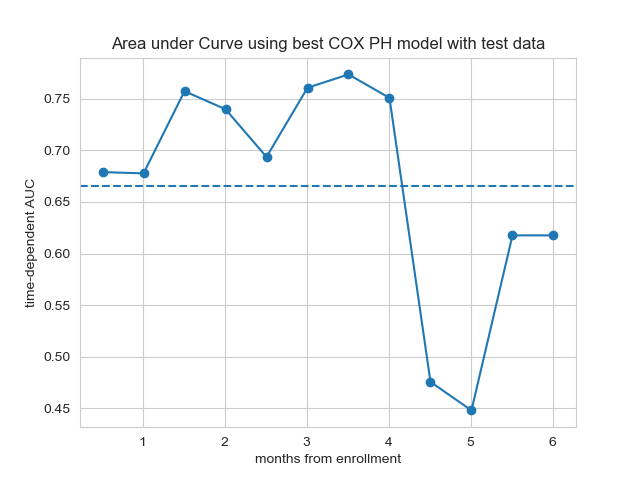 Area under Curve using best COX PH model with test data
time-dependent AUC
0.75
0.70
0.65
0.60
0.55
0.50
0.45
1 2 3 4 5 6
months from enrollment